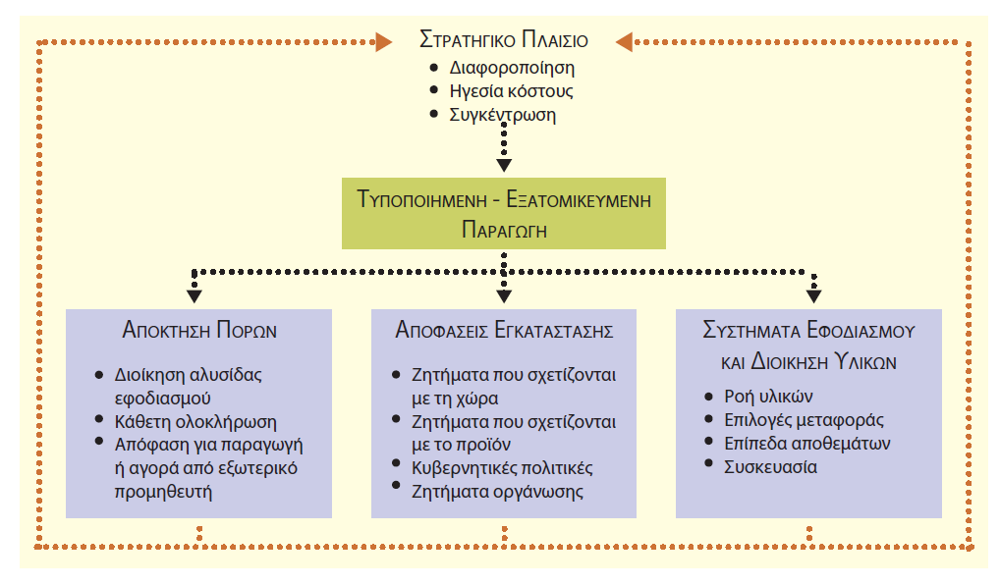 Στρατηγικο Πλαισιο
• Διαφοροποίηση
• Ηγεσία κόστους
• Συγκέντρωση
Τυποποιημενη - Εξατομικευμενη
Παραγωγη
Αποκτηση Πορων
• Διοίκηση αλυσίδας
εφοδιασμού
• Κάθετη ολοκλήρωση
• Απόφαση για παραγωγή
ή αγορά από εξωτερικό
προμηθευτή
Αποφασεις Εγκαταστασης
• Ζητήματα που σχετίζονται
με τη χώρα
• Ζητήματα που σχετίζονται
με το προϊόν
• Κυβερνητικές πολιτικές
• Ζητήματα οργάνωσης
Συστηματα Εφοδιασμου
και Διοικηση Υλικων
• Ροή υλικών
• Επιλογές μεταφοράς
• Επίπεδα αποθεμάτων
• Συσκευασία